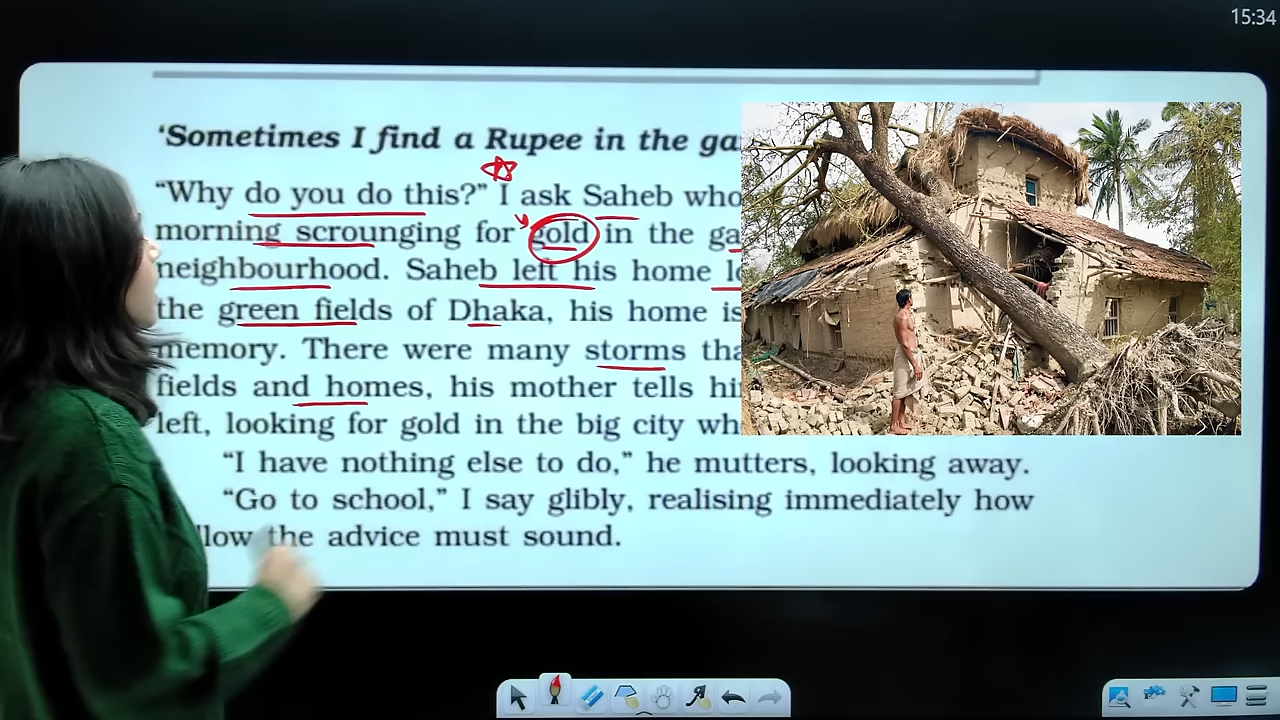 15:34
‘Sometimes I find a Rupee in the ga
“Why do you do this?” I ask Saheb who
morning scrounging for gold in the ga
neighbourhood. Saheb left his home lo
the green fields of Dhaka, his home is
memory. There were many storms tha
fields and homes, his mother tells hi
left, looking for gold in the big city wh
“I have nothing else to do,” he mutters, looking away.
“Go to school,” I say glibly, realising immediately how
llow the advice must sound.